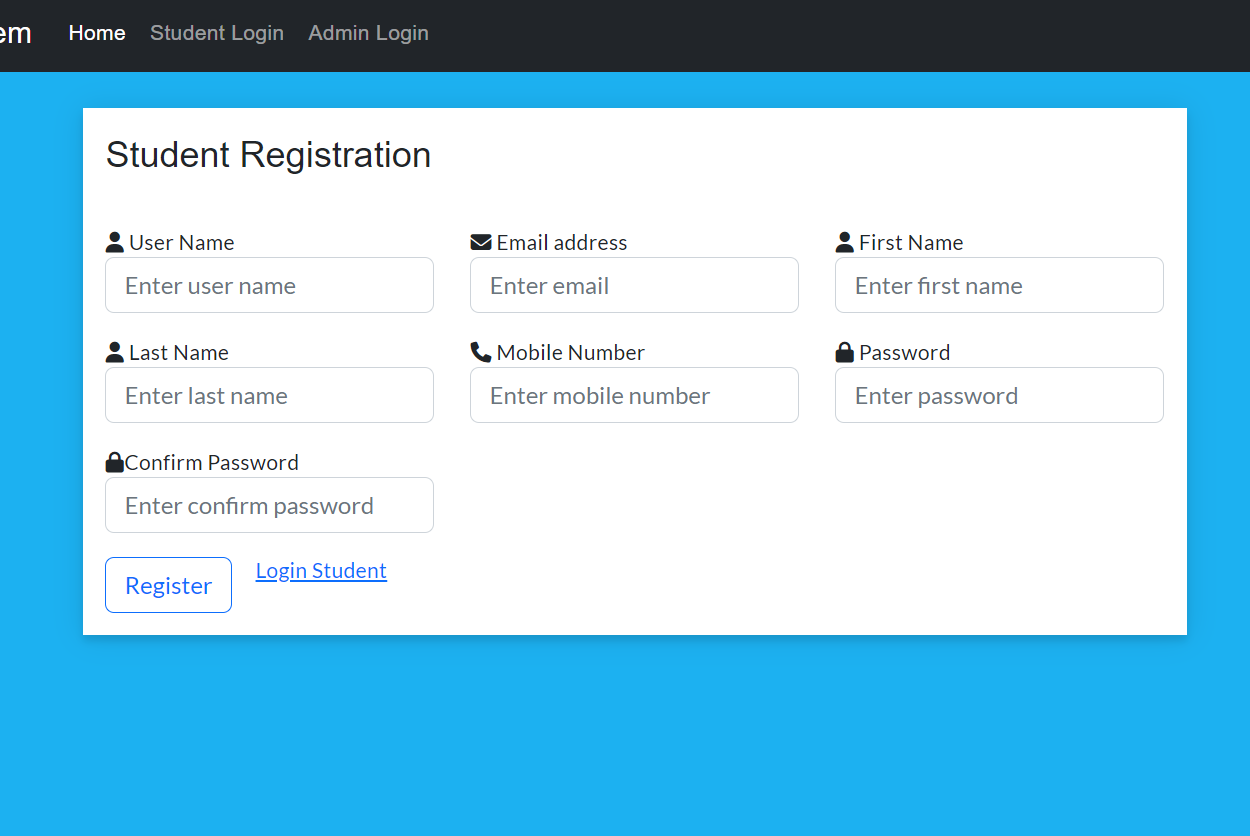 em Home Student Login Admin Login
Student Registration
User Name Email address First Name
Enter user name Enter email Enter first name
Last Name Mobile Number Password
Enter last name Enter mobile number Enter password
Confirm Password
Enter confirm password
Register Login Student